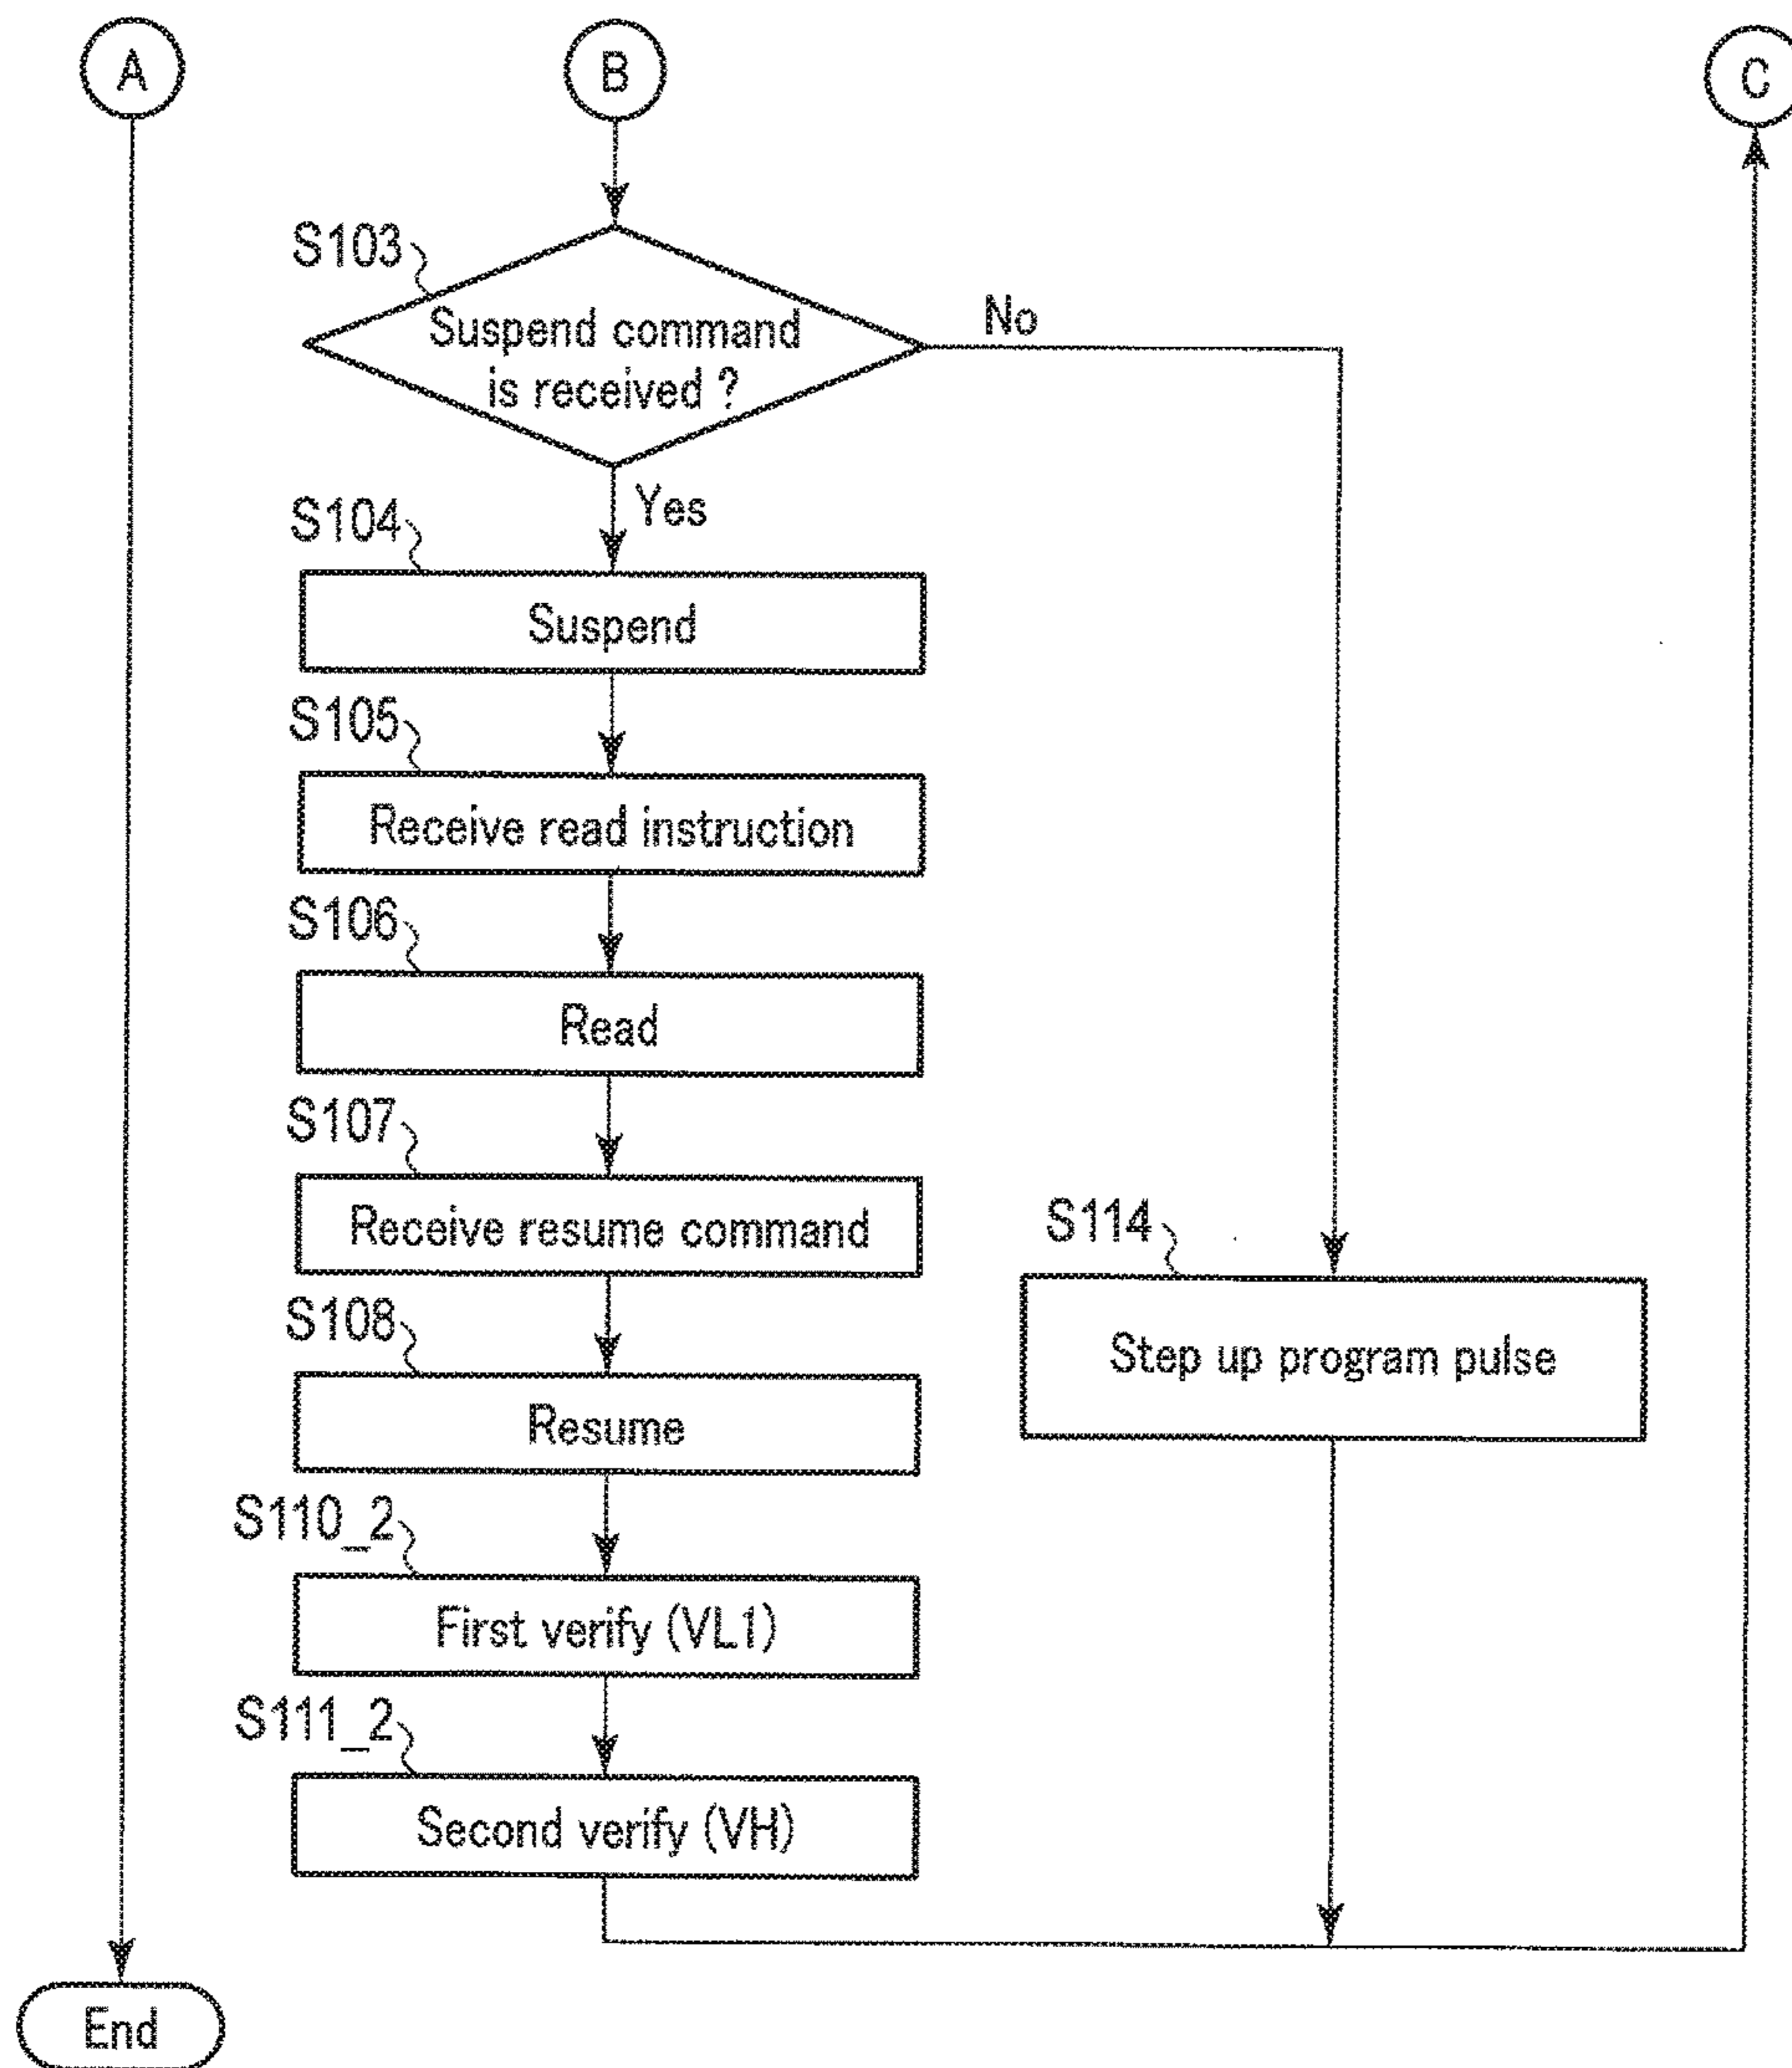 A
B
C
S103
Suspend command
is received ?
No
Yes
S104
Suspend
S105
Receive read instruction
S106
Read
S107
Receive resume command
S114
Step up program pulse
S108
Resume
S110_2
First verify (VL1)
S111_2
Second verify (VH)
End